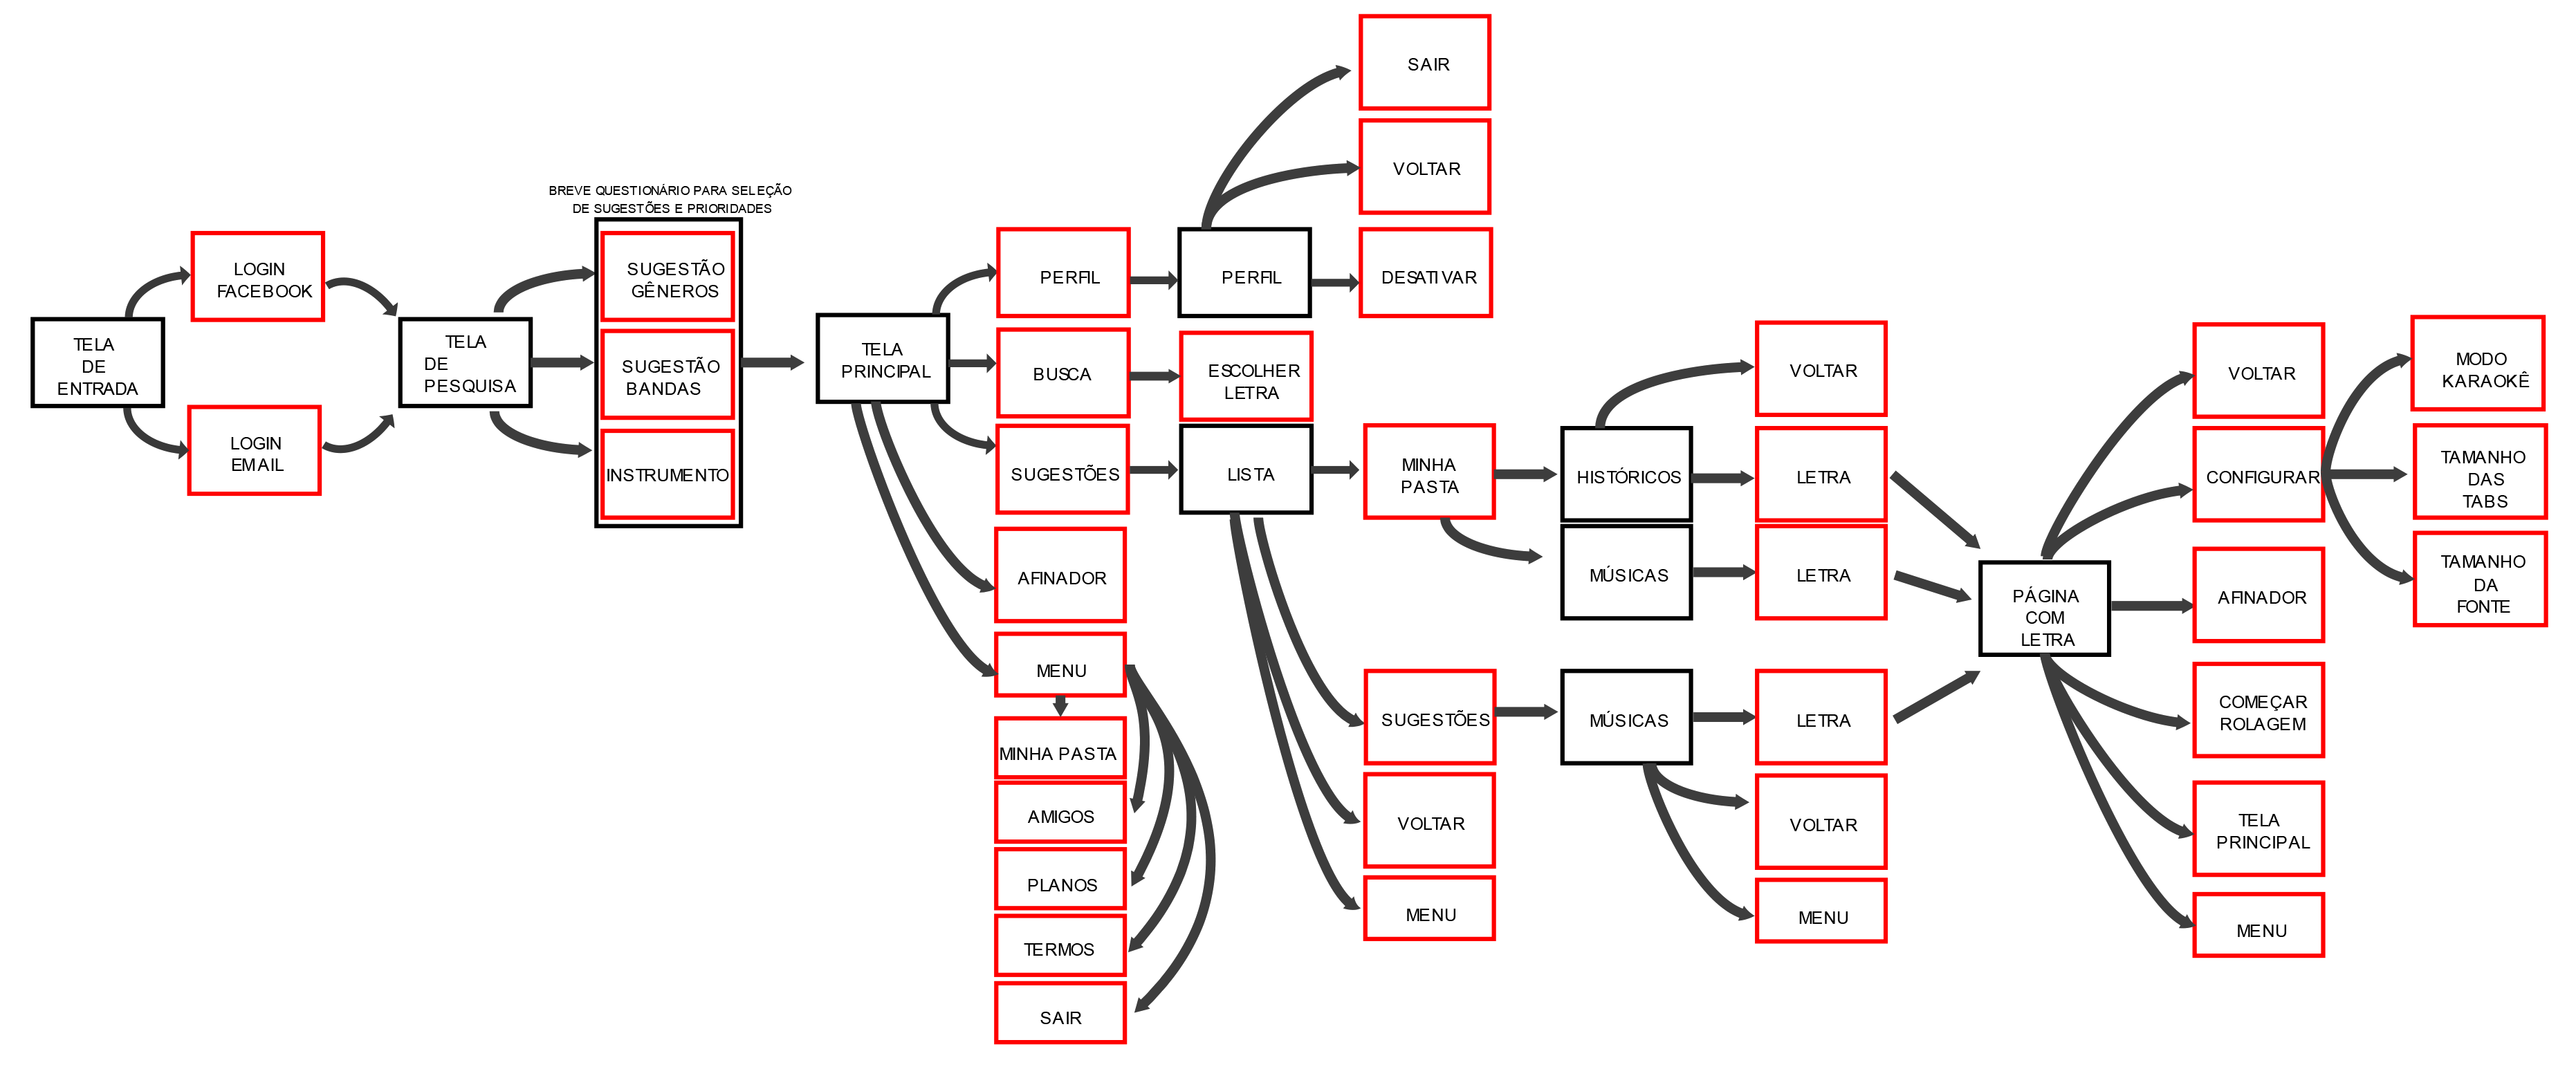 BREVE QUESTIONÁRIO PARA SELEÇÃO
DE SUGESTÕES E PRIORIDADES
TELA
DE
ENTRADA
LOGIN
FACEBOOK
LOGIN
EMAIL
TELA
DE
PESQUISA
SUGESTÃO
GÊNEROS
SUGESTÃO
BANDAS
INSTRUMENTO
TELA
PRINCIPAL
PERFIL
BUSCA
SUGESTÕES
AFINADOR
MENU
MINHA PASTA
AMIGOS
PLANOS
TERMOS
SAIR
PERFIL
ESCOLHER
LETRA
LISTA
SAIR
VOLTAR
DESATIVAR
MINHA
PASTA
SUGESTÕES
VOLTAR
MENU
HISTÓRICOS
MÚSICAS
MÚSICAS
VOLTAR
LETRA
LETRA
LETRA
VOLTAR
MENU
PÁGINA
COM
LETRA
VOLTAR
CONFIGURAR
AFINADOR
COMEÇAR
ROLAGEM
TELA
PRINCIPAL
MENU
MODO
KARAOKÊ
TAMANHO
DAS
TABS
TAMANHO
DA
FONTE